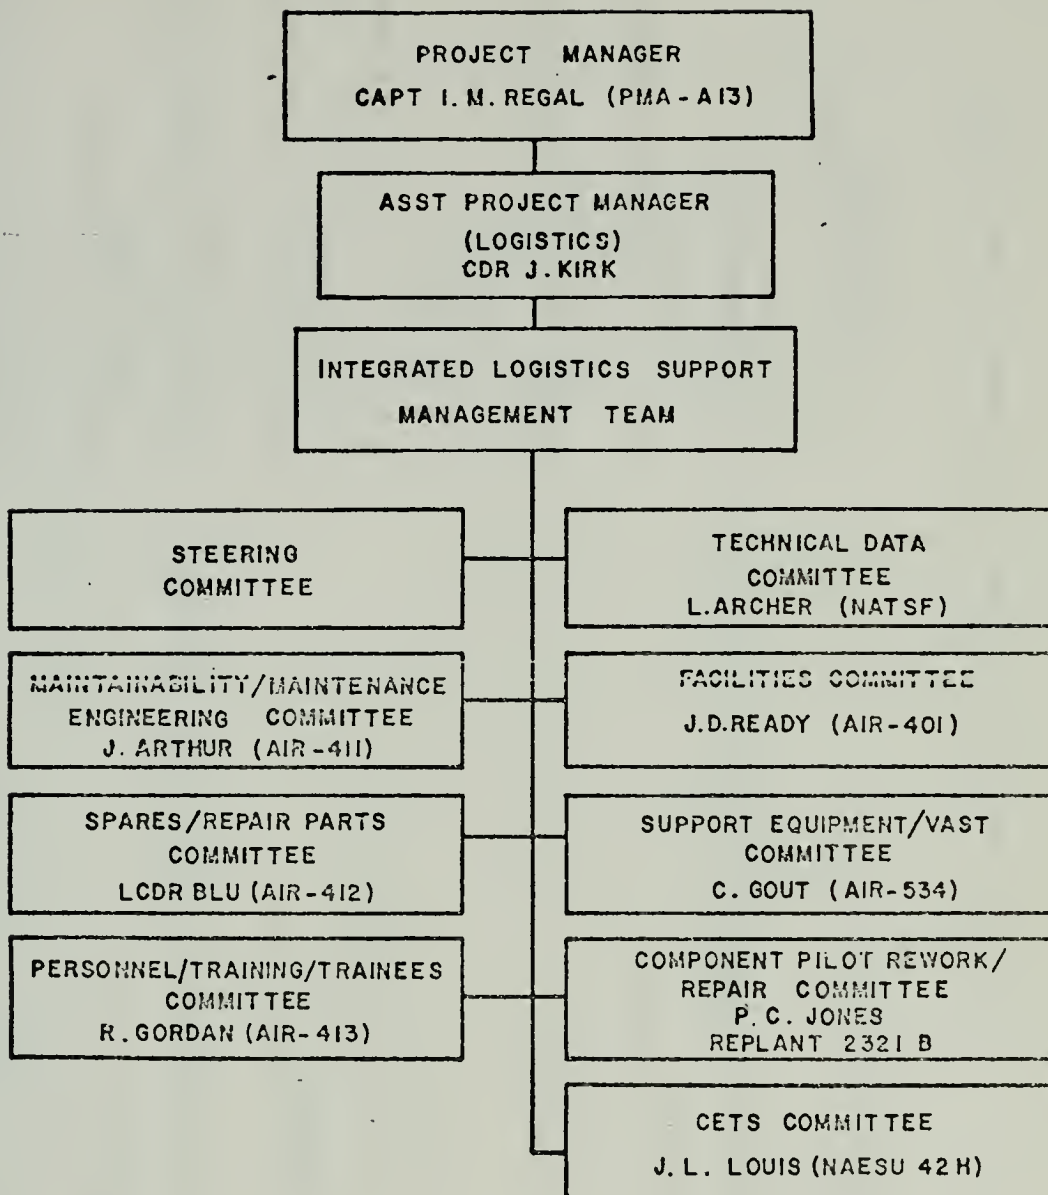 PROJECT MANAGER
CAPT I.M. REGAL (PMA-A13)
ASST PROJECT MANAGER
(LOGISTICS)
CDR J. KIRK
INTEGRATED LOGISTICS SUPPORT
MANAGEMENT TEAM
STEERING
COMMITTEE
TECHNICAL DATA
COMMITTEE
L. ARCHER (NATSF)
MAINTAINABILITY/MAINTENANCE
ENGINEERING COMMITTEE
J. ARTHUR (AIR-411)
FACILITIES COMMITTEE
J.D. READY (AIR-401)
SPARES/REPAIR PARTS
COMMITTEE
LCDR BLU (AIR-412)
SUPPORT EQUIPMENT/VAST
COMMITTEE
C. GOUT (AIR-534)
PERSONNEL/TRAINING/TRAINEES
COMMITTEE
R. GORDAN (AIR-413)
COMPONENT PILOT REWORK/
REPAIR COMMITTEE
P. C. JONES
REPLANT 2321 B
CETS COMMITTEE
J. L. LOUIS (NAESU 42H)